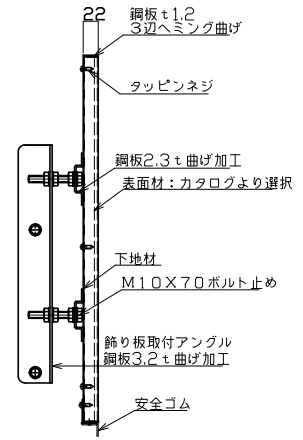 22
鋼板ｔ1.2
３辺ヘミング曲げ
タッピンネジ
鋼板2.3ｔ曲げ加工
表面材：カタログより選択
下地材
Ｍ１０Ｘ７０ボルト止め
飾り板取付アングル
鋼板3.2ｔ曲げ加工
安全ゴム